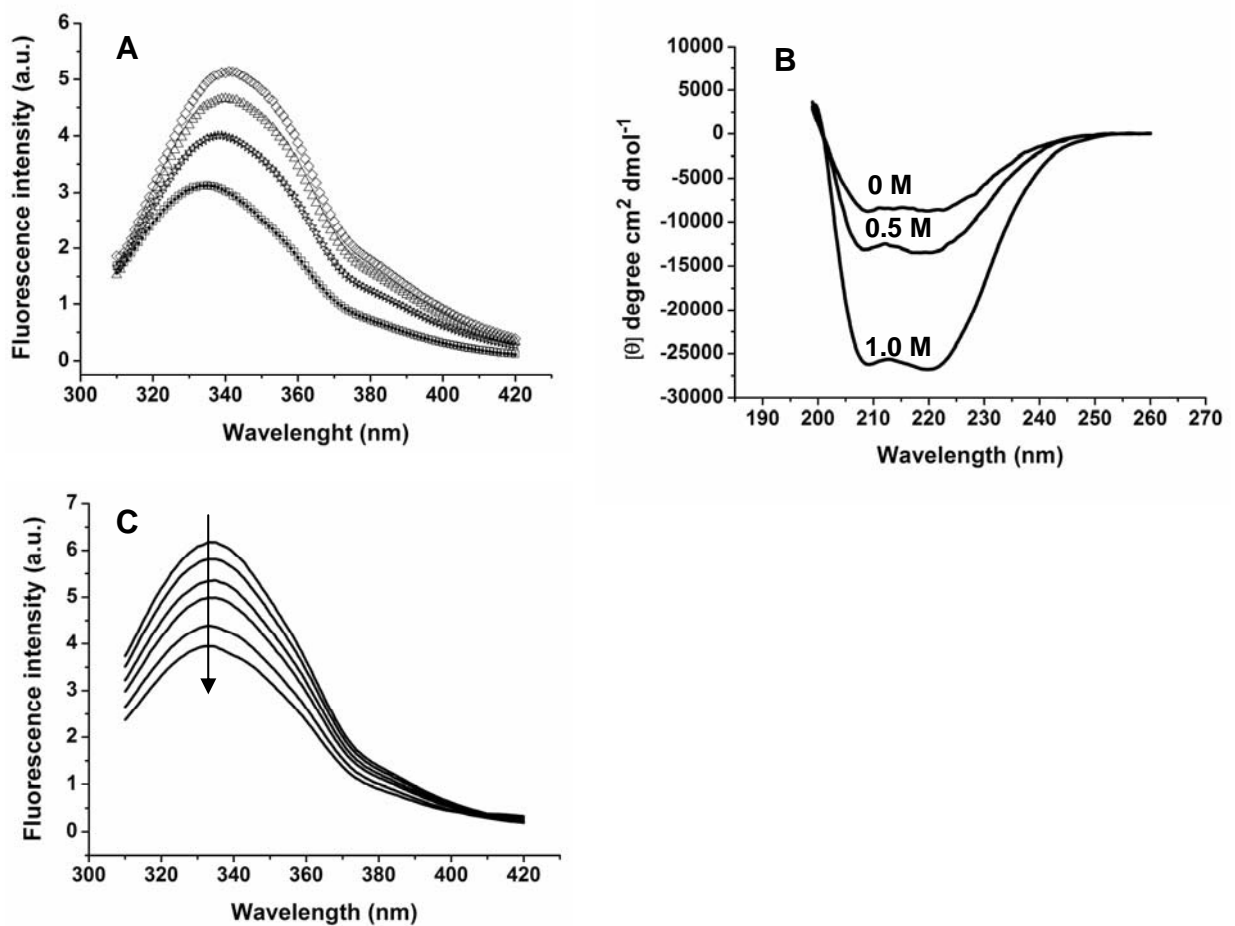 A
Fluorescence intensity (a.u.)
6
5
4
3
2
1
0
300 320 340 360 380 400 420
Wavelenght (nm)
B
[θ] degree cm² dmol⁻¹
10000
5000
0
-5000
-10000
-15000
-20000
-25000
-30000
0 M
0.5 M
1.0 M
190 200 210 220 230 240 250 260 270
Wavelength (nm)
C
Fluorescence intensity (a.u.)
7
6
5
4
3
2
1
0
300 320 340 360 380 400 420
Wavelength (nm)